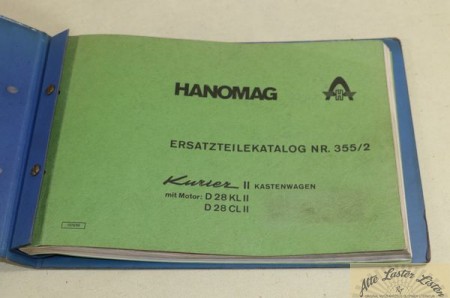 HANOMAG
ERSATZTEILEKATALOG NR. 355/2
Kurier II KASTENWAGEN
mit Motor: D 28 KL II
D 28 CL II
Alte Laster Listen